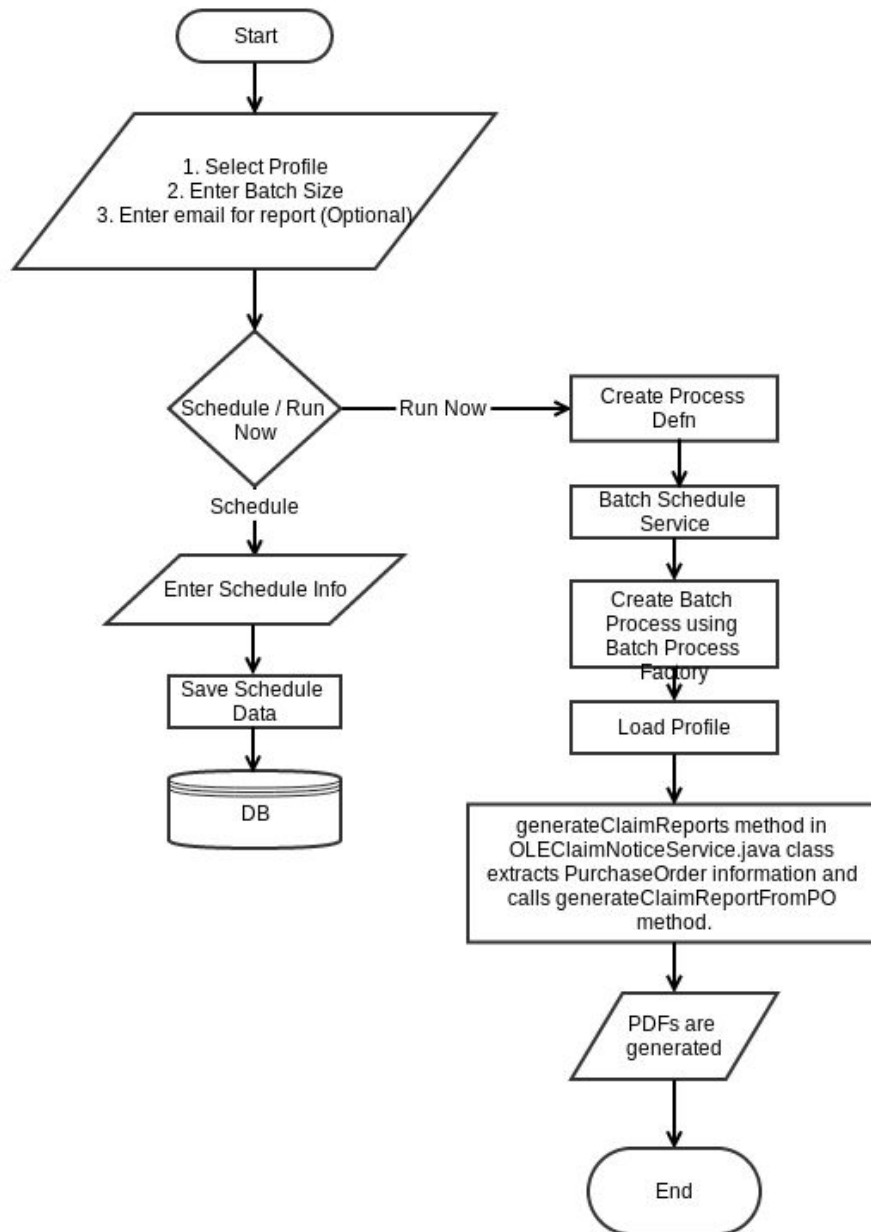 Start
1. Select Profile
2. Enter Batch Size
3. Enter email for report (Optional)
Schedule / Run
Now
Run Now
Schedule
Enter Schedule Info
Save Schedule
Data
DB
Create Process
Defn
Batch Schedule
Service
Create Batch
Process using
Batch Process
Factory
Load Profile
generateClaimReports method in
OLEClaimNoticeService.java class
extracts PurchaseOrder information and
calls generateClaimReportFromPO
method.
PDFs are
generated
End